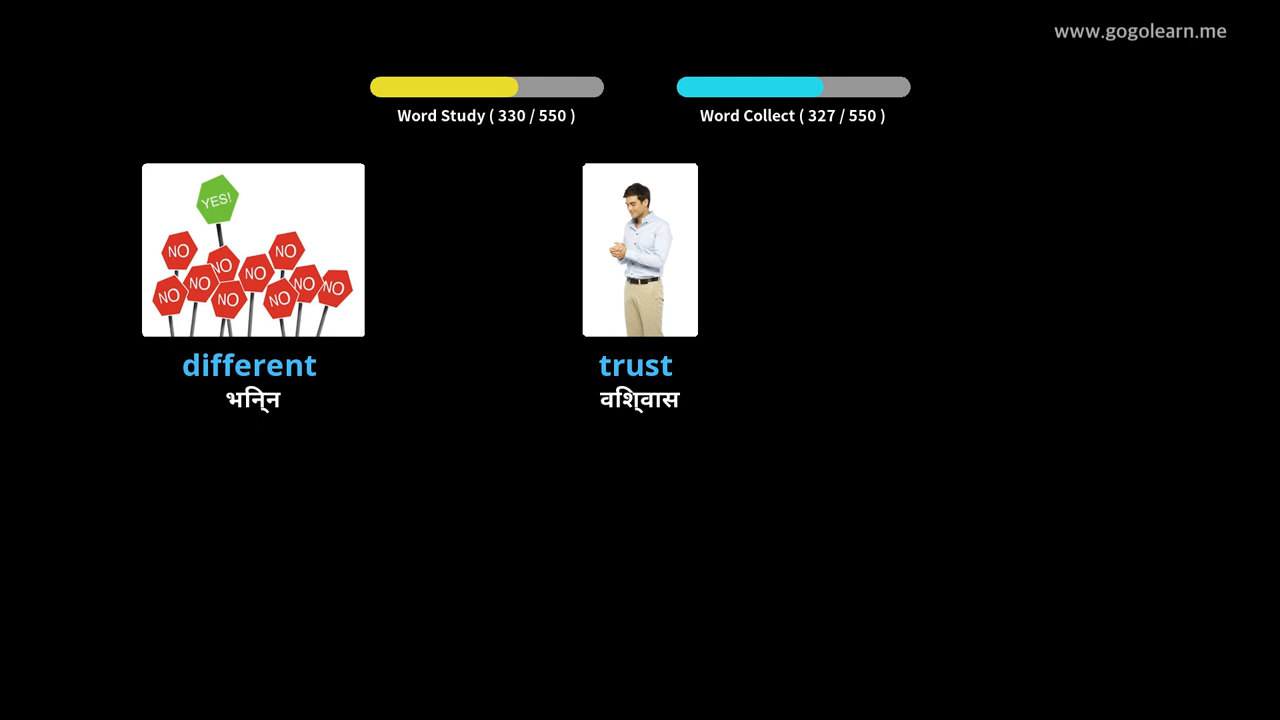 www.gogolearn.me
Word Study ( 330 / 550 )
Word Collect ( 327 / 550 )
YES!
NO
NO
NO
NO
NO
NO
NO
NO
NO
NO
different
trust
भिन्न
विश्वास